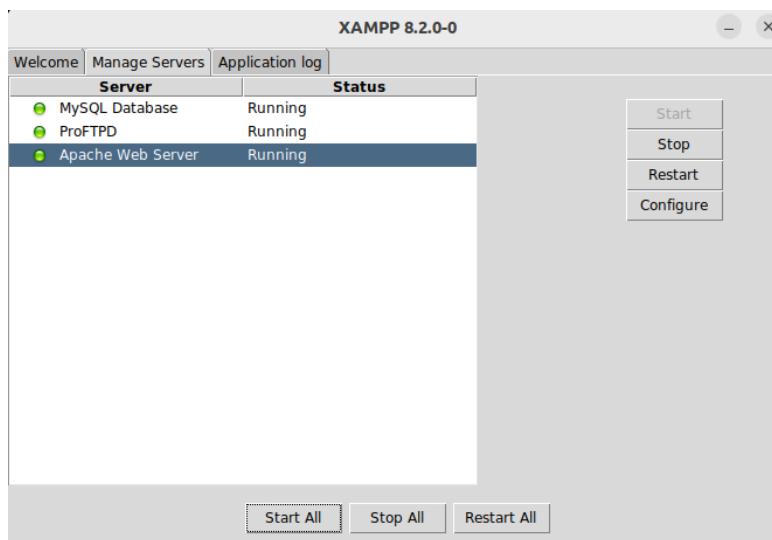 XAMPP 8.2.0-0
Welcome Manage Servers Application log
Server Status
MySQL Database Running
ProFTPD Running
Apache Web Server Running
Start
Stop
Restart
Configure
Start All Stop All Restart All